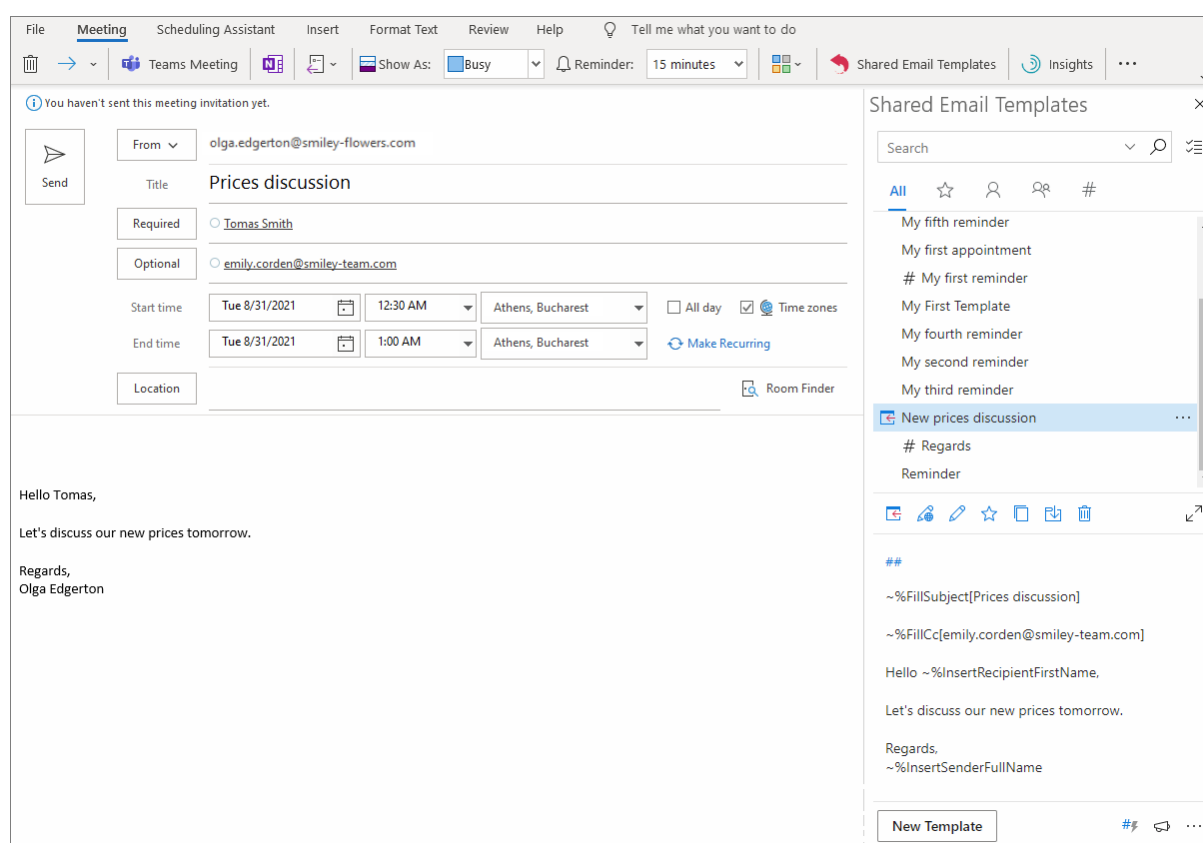 File Meeting Scheduling Assistant Insert Format Text Review Help Tell me what you want to do
Teams Meeting Show As: Busy Reminder: 15 minutes Shared Email Templates Insights ...
You haven't sent this meeting invitation yet.
Send
From olga.edgerton@smiley-flowers.com
Title Prices discussion
Required Tomas Smith
Optional emily.corden@smiley-team.com
Start time Tue 8/31/2021 12:30 AM Athens, Bucharest All day Time zones
End time Tue 8/31/2021 1:00 AM Athens, Bucharest Make Recurring
Location Room Finder
Hello Tomas,
Let's discuss our new prices tomorrow.
Regards,
Olga Edgerton
Shared Email Templates
Search
All #
My fifth reminder
My first appointment
# My first reminder
My First Template
My fourth reminder
My second reminder
My third reminder
New prices discussion ...
# Regards
Reminder
##
~%FillSubject[Prices discussion]
~%FillCc[emily.corden@smiley-team.com]
Hello ~%InsertRecipientFirstName,
Let's discuss our new prices tomorrow.
Regards,
~%InsertSenderFullName
New Template # ...